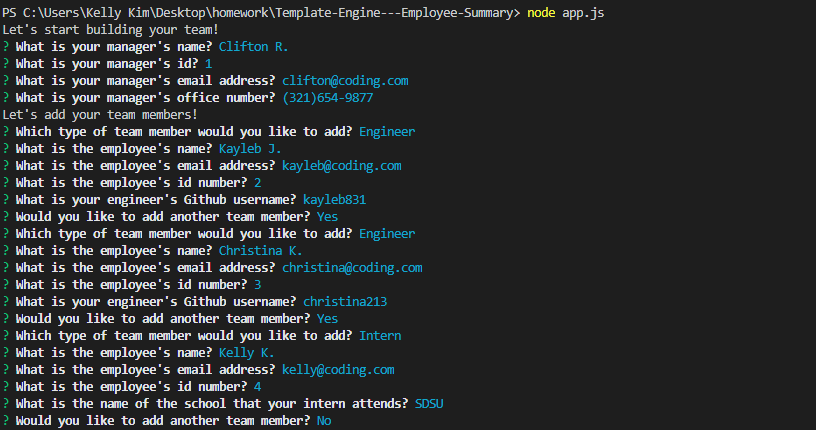 PS C:\Users\Kelly Kim\Desktop\homework\Template-Engine---Employee-Summary> node app.js
Let's start building your team!
? What is your manager's name? Clifton R.
? What is your manager's id? 1
? What is your manager's email address? clifton@coding.com
? What is your manager's office number? (321)654-9877
Let's add your team members!
? Which type of team member would you like to add? Engineer
? What is the employee's name? Kayleb J.
? What is the employee's email address? kayleb@coding.com
? What is the employee's id number? 2
? What is your engineer's Github username? kayleb831
? Would you like to add another team member? Yes
? Which type of team member would you like to add? Engineer
? What is the employee's name? Christina K.
? What is the employee's email address? christina@coding.com
? What is the employee's id number? 3
? What is your engineer's Github username? christina213
? Would you like to add another team member? Yes
? Which type of team member would you like to add? Intern
? What is the employee's name? Kelly K.
? What is the employee's email address? kelly@coding.com
? What is the employee's id number? 4
? What is the name of the school that your intern attends? SDSU
? Would you like to add another team member? No